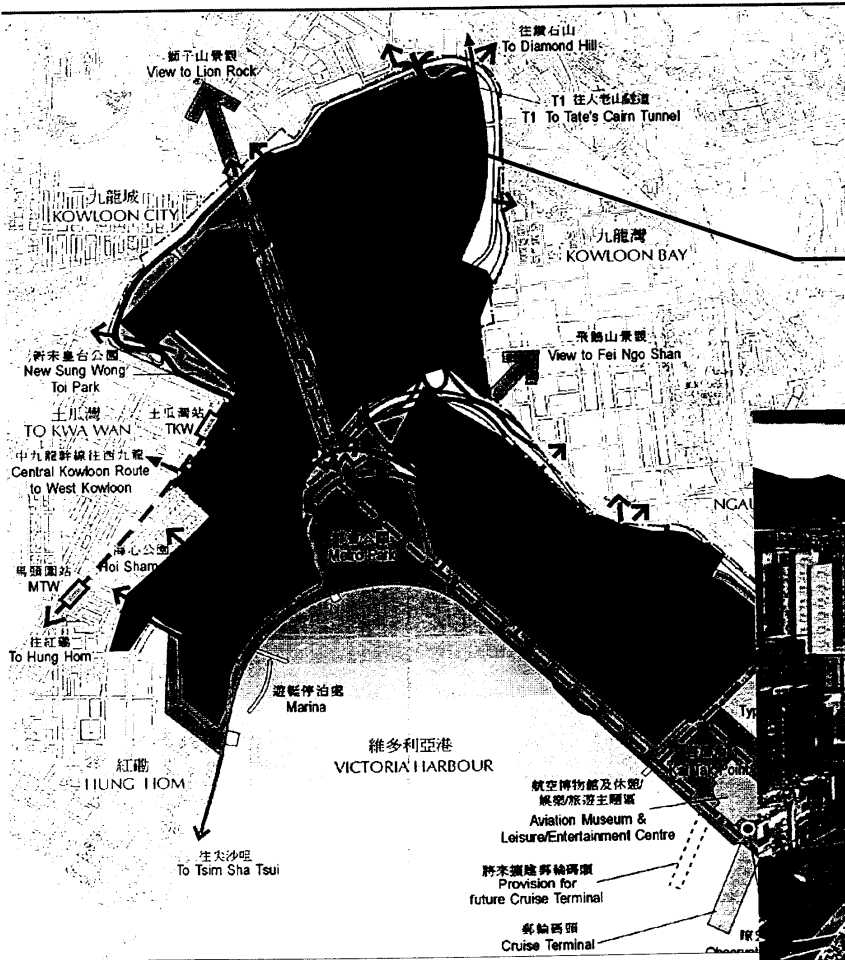 往鑽石山
To Diamond Hill
獅子山景觀
View to Lion Rock
T1 往大老山隧道
T1 To Tate's Cairn Tunnel
九龍城
KOWLOON CITY
九龍灣
KOWLOON BAY
飛鵝山景觀
View to Fei Ngo Shan
新宋皇台公園
New Sung Wong
Toi Park
土瓜灣
TO KWA WAN
土瓜灣站
TKW
中九龍幹線往西九龍
Central Kowloon Route
to West Kowloon
NGAU
Metro Park
海心公園
Hoi Sham
馬頭圍站
MTW
往紅磡
To Hung Hom
遊艇停泊處
Marina
維多利亞港
VICTORIA HARBOUR
紅磡
HUNG HOM
往尖沙咀
To Tsim Sha Tsui
航空博物館及休憩/
娛樂/旅遊主題區
Aviation Museum &
Leisure/Entertainment Centre
將來擴建郵輪碼頭
Provision for
future Cruise Terminal
郵輪碼頭
Cruise Terminal